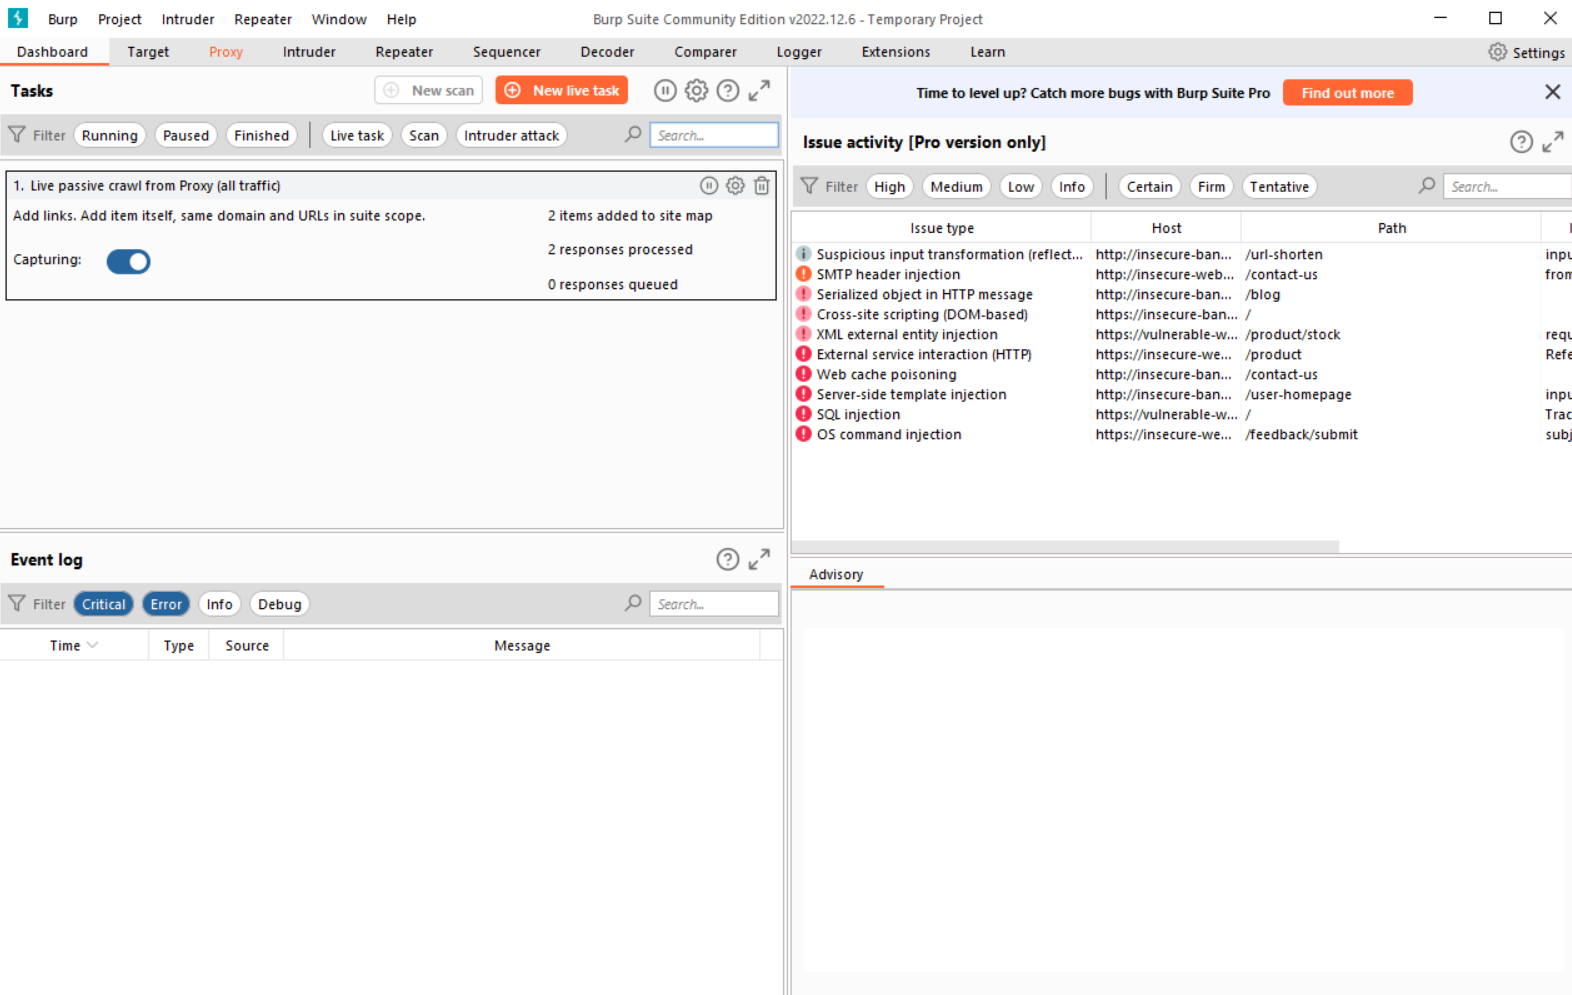 Burp Project Intruder Repeater Window Help Burp Suite Community Edition v2022.12.6 - Temporary Project
Dashboard Target Proxy Intruder Repeater Sequencer Decoder Comparer Logger Extensions Learn Settings
Tasks New scan New live task
Filter Running Paused Finished Live task Scan Intruder attack Search...
1. Live passive crawl from Proxy (all traffic)
Add links. Add item itself, same domain and URLs in suite scope. 2 items added to site map
2 responses processed
Capturing:
0 responses queued
Event log
Filter Critical Error Info Debug Search...
Time Type Source Message
Time to level up? Catch more bugs with Burp Suite Pro Find out more
Issue activity [Pro version only]
Filter High Medium Low Info Certain Firm Tentative Search...
Issue type Host Path
Suspicious input transformation (reflect... http://insecure-ban... /url-shorten inpu
SMTP header injection http://insecure-web... /contact-us from
Serialized object in HTTP message http://insecure-ban... /blog
Cross-site scripting (DOM-based) https://insecure-ban... /
XML external entity injection https://vulnerable-w... /product/stock requ
External service interaction (HTTP) https://insecure-we... /product Refe
Web cache poisoning http://insecure-ban... /contact-us
Server-side template injection http://insecure-ban... /user-homepage inpu
SQL injection https://vulnerable-w... / Trac
OS command injection https://insecure-we... /feedback/submit subj
Advisory